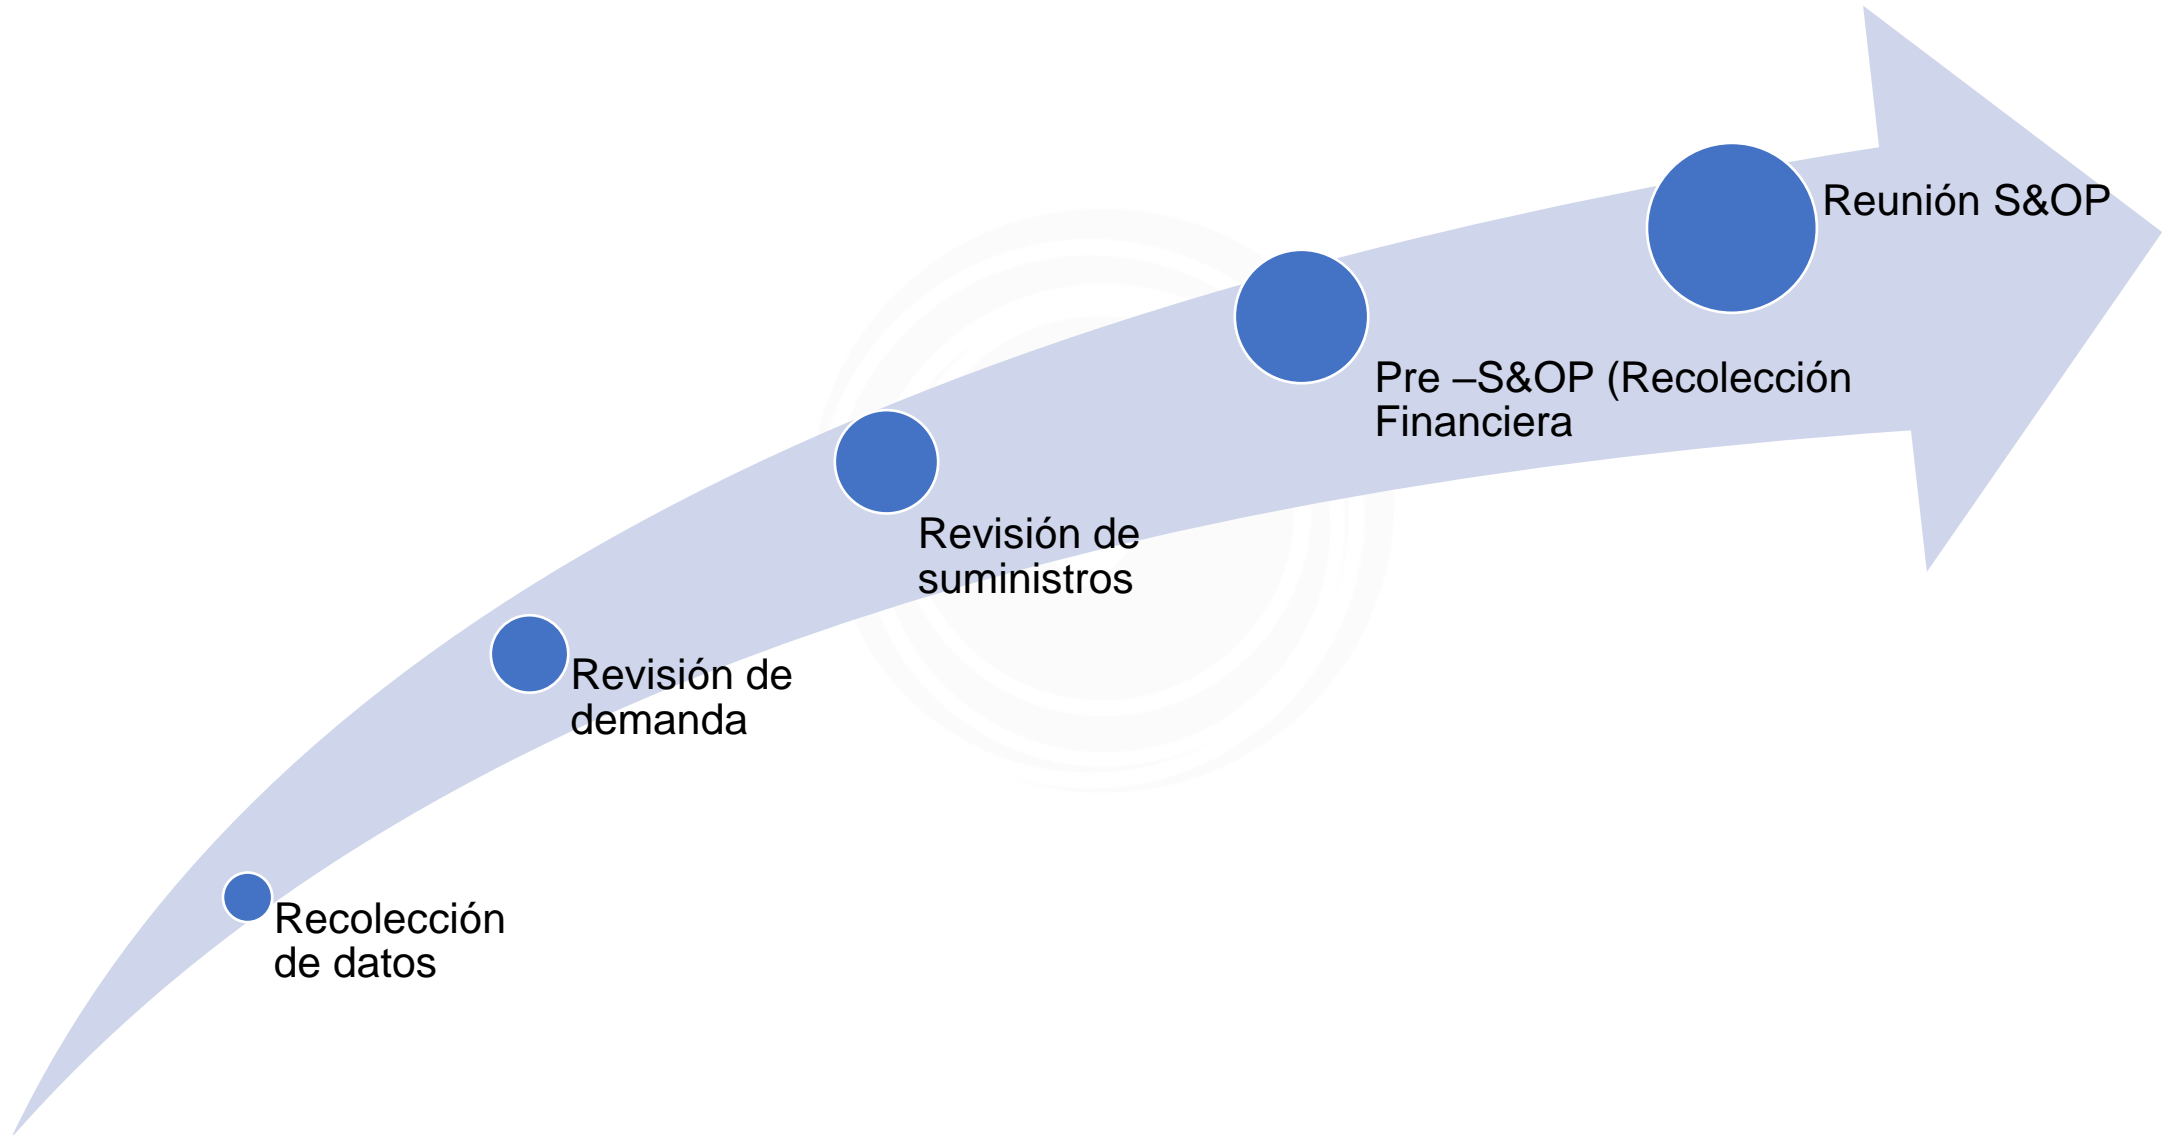 Recolección
de datos
Revisión de
demanda
Revisión de
suministros
Pre –S&OP (Recolección
Financiera
Reunión S&OP